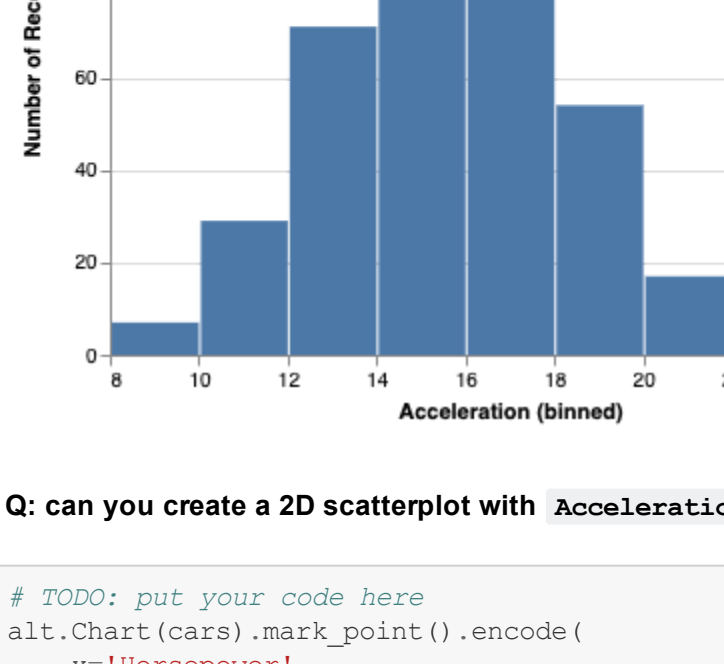 Number of Rec
60
40
20
0
8 10 12 14 16 18 20
Acceleration (binned)
Q: can you create a 2D scatterplot with Acceleratio
# TODO: put your code here
alt.Chart(cars).mark_point().encode(